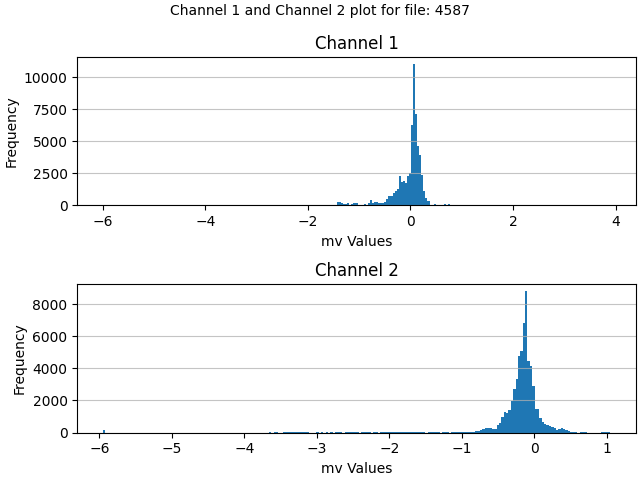 Channel 1 and Channel 2 plot for file: 4587
Channel 1
10000
7500
5000
2500
0
Frequency
−6 −4 −2 0 2 4
mv Values
Channel 2
8000
6000
4000
2000
0
Frequency
−6 −5 −4 −3 −2 −1 0 1
mv Values